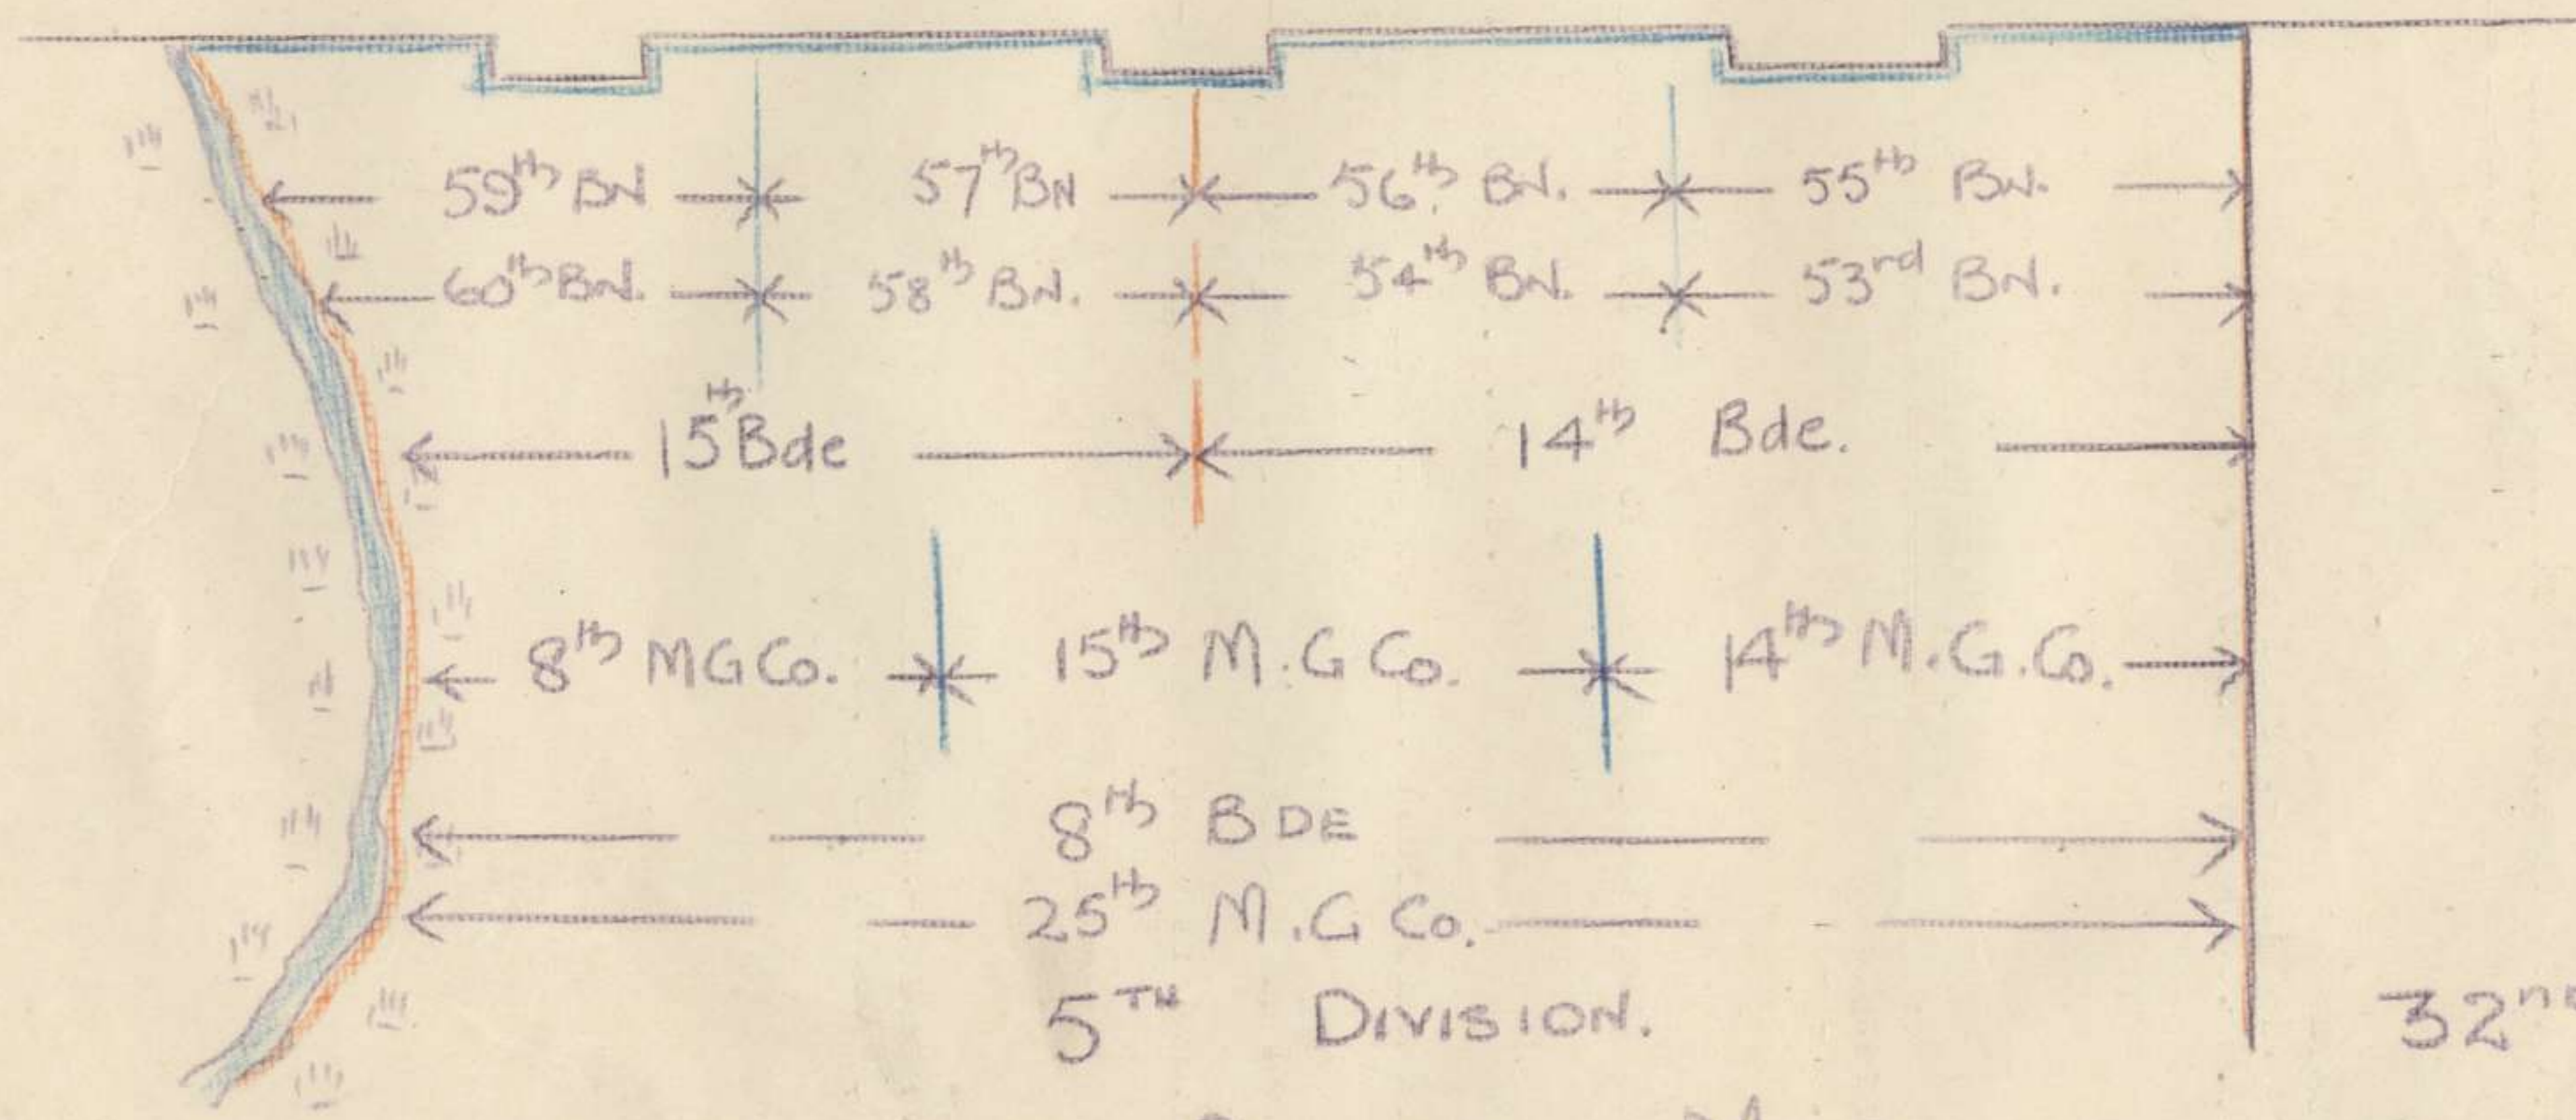 59th BN 57th BN 56th BN. 55th BN.
60th BN. 58th BN. 54th BN. 53rd BN.
15th Bde 14th Bde.
8th MG Co. 15th M.G Co. 14th M.G.Co.
8th BDE
25th M.G Co.
5TH DIVISION.
32nd